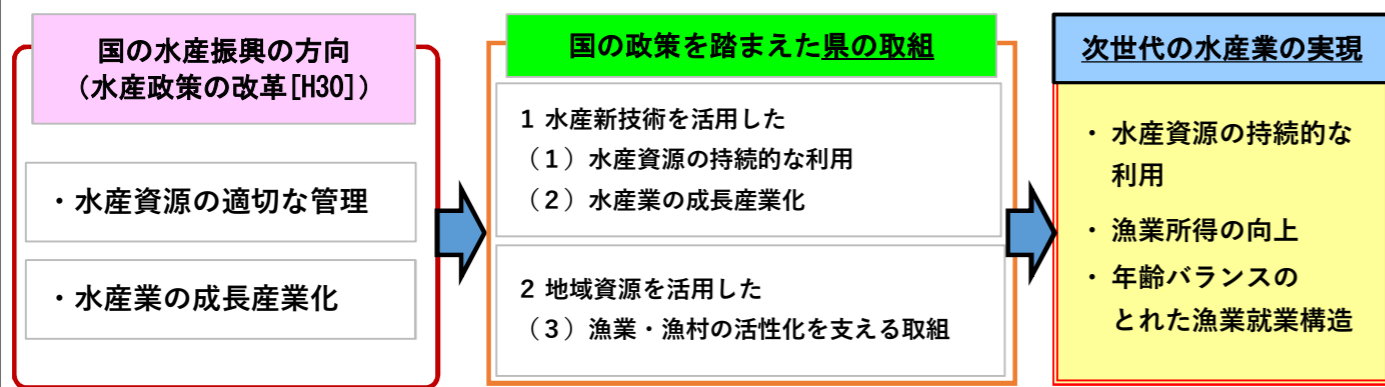 国の水産振興の方向
（水産政策の改革[H30]）
・水産資源の適切な管理
・水産業の成長産業化
国の政策を踏まえた県の取組
1 水産新技術を活用した
（1）水産資源の持続的な利用
（2）水産業の成長産業化
2 地域資源を活用した
（3）漁業・漁村の活性化を支える取組
次世代の水産業の実現
・ 水産資源の持続的な
利用
・ 漁業所得の向上
・ 年齢バランスの
とれた漁業就業構造